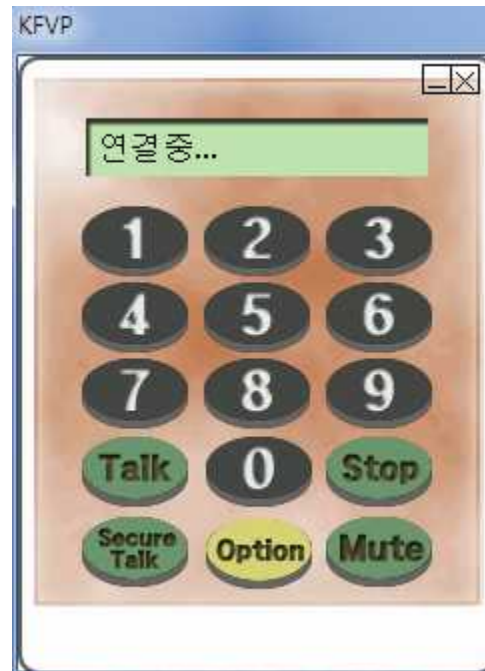 KFVP
연결중...
1 2 3
4 5 6
7 8 9
Talk 0 Stop
Secure
Talk Option Mute